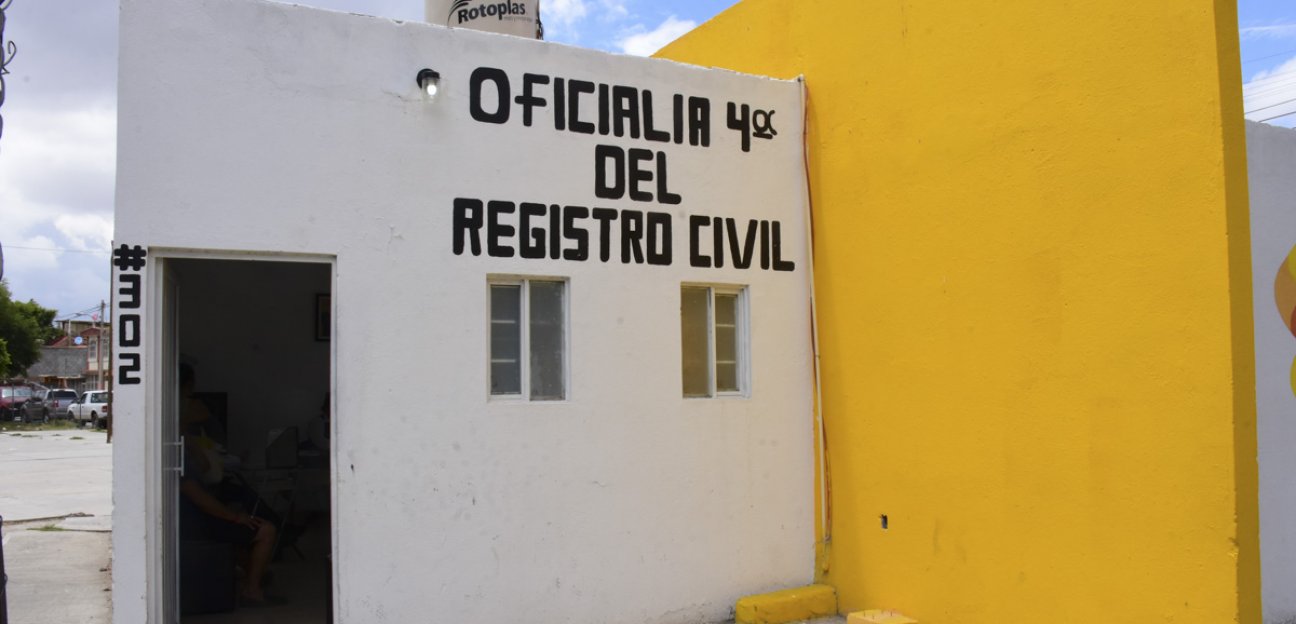 Rotoplas
OFICIALIA 4ª
DEL
REGISTRO CIVIL
#302